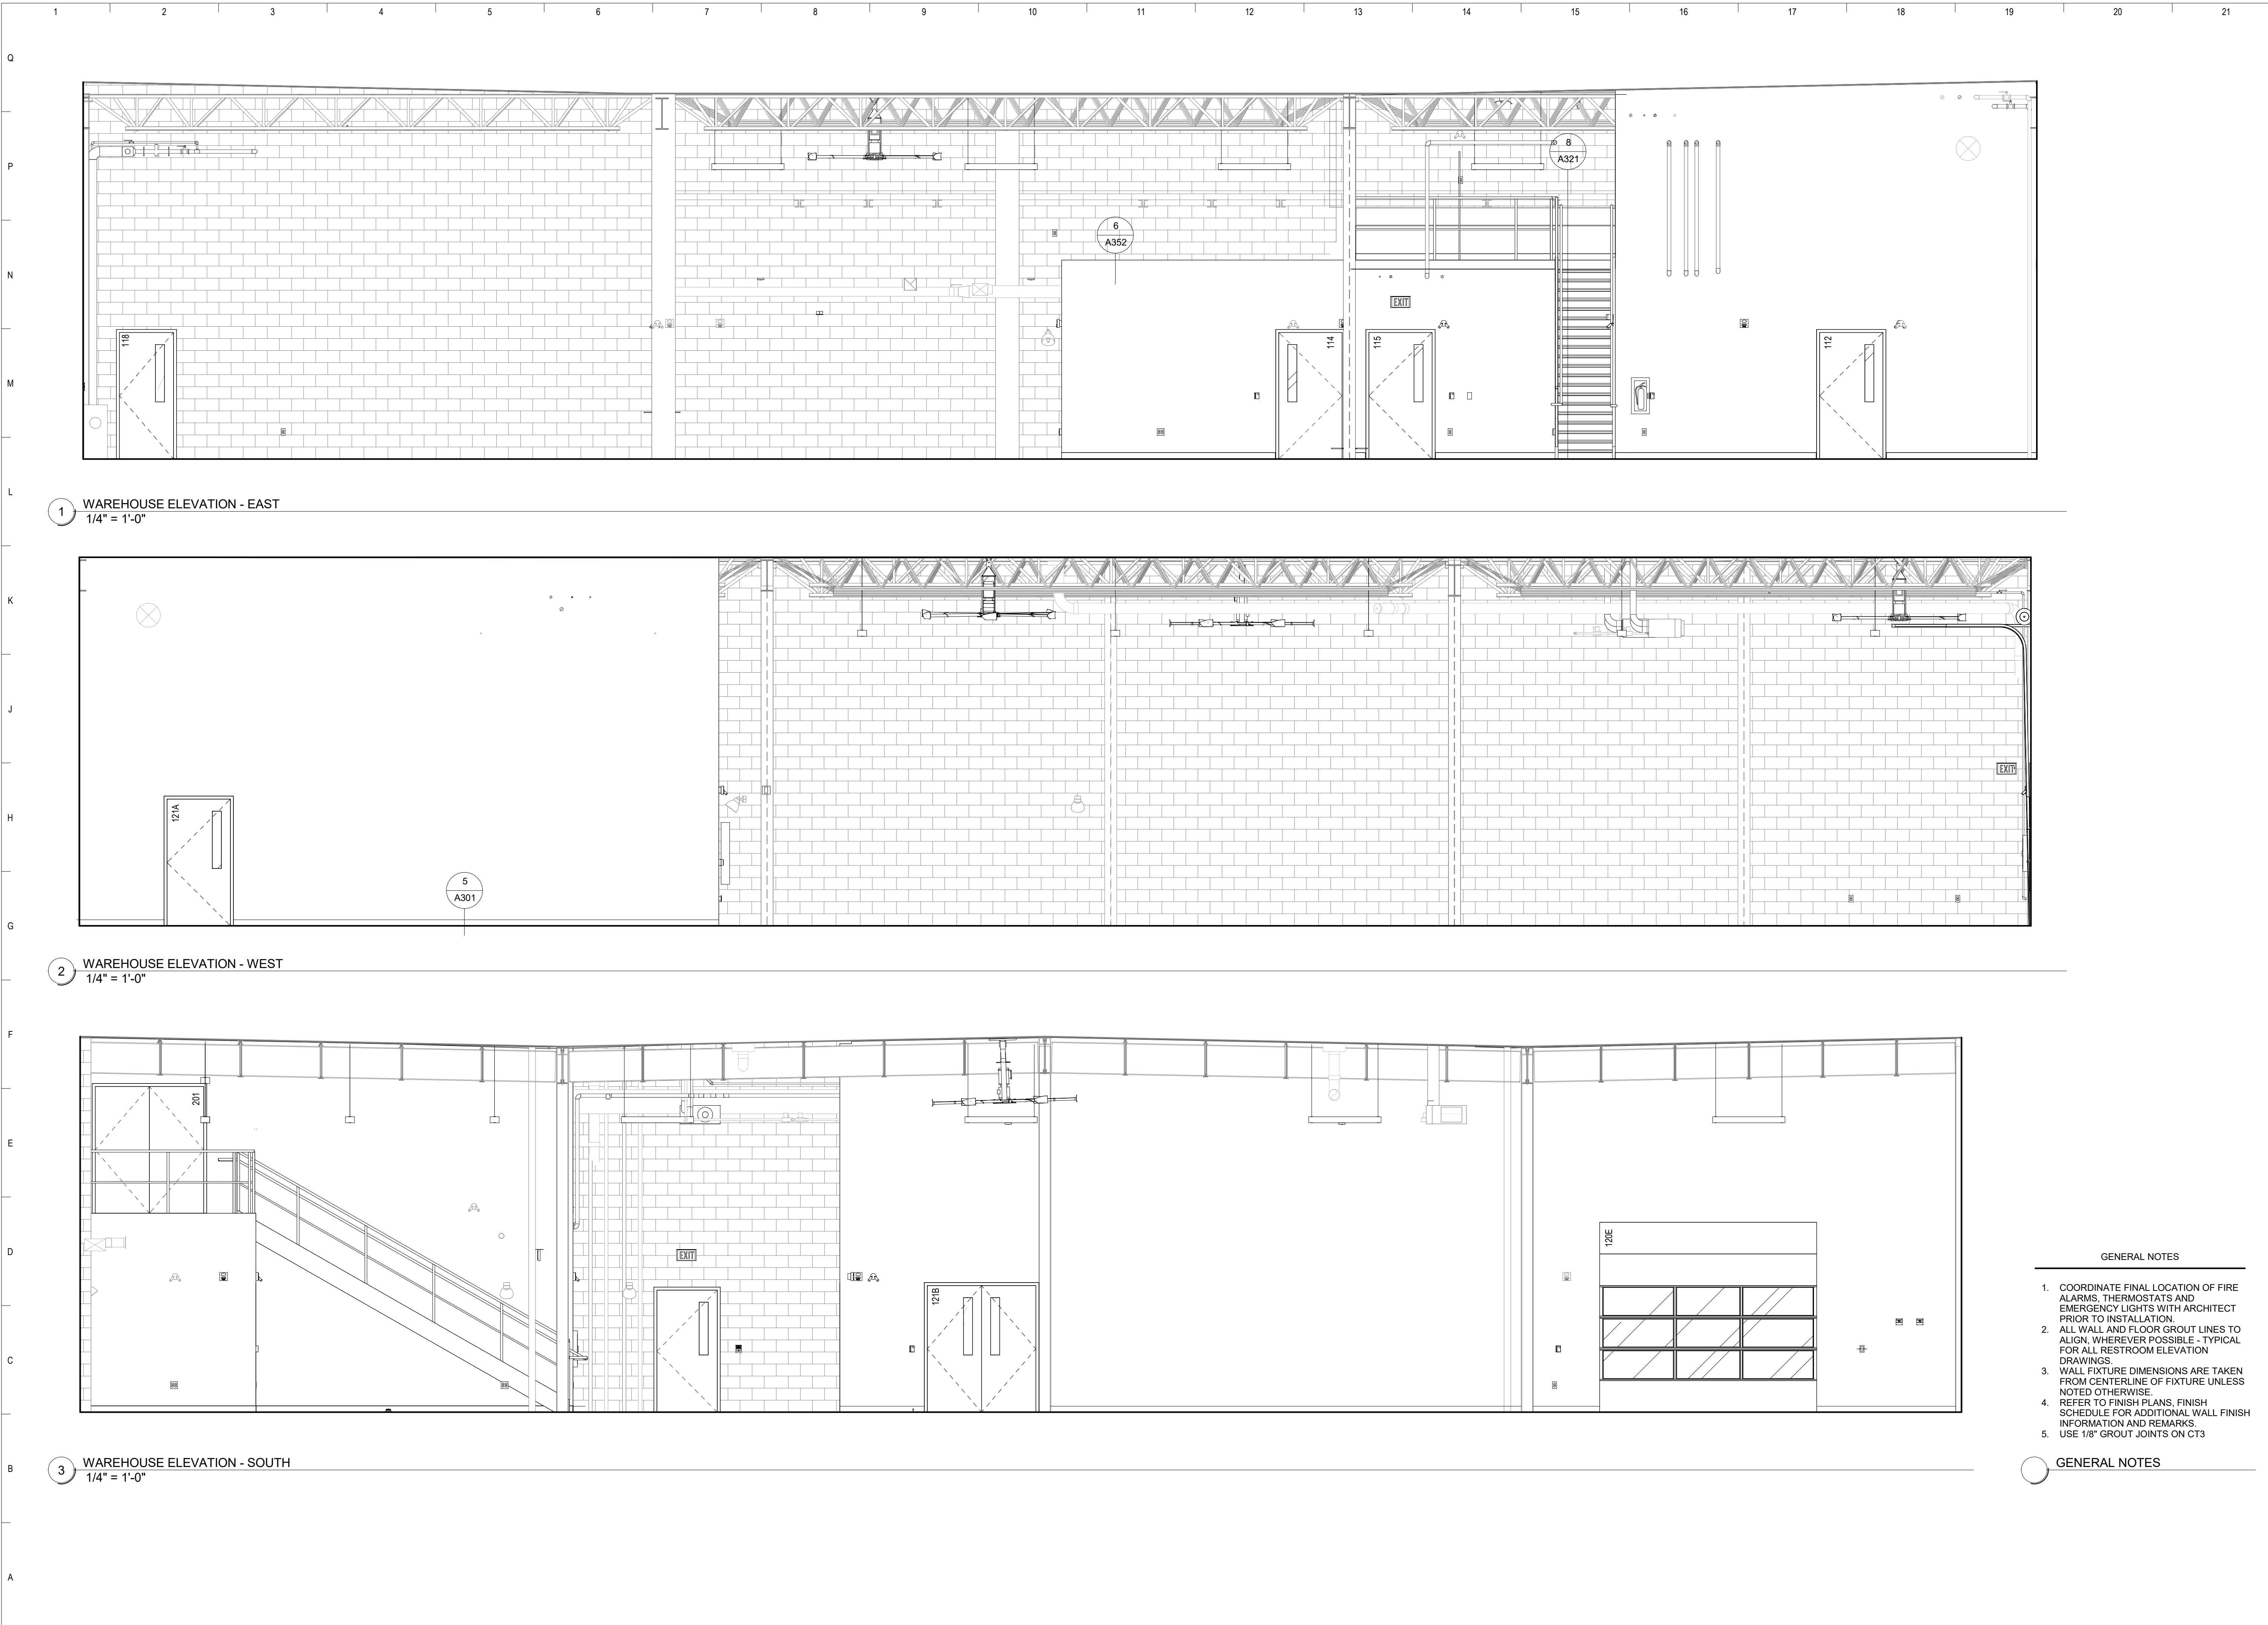 1 2 3 4 5 6 7 8 9 10 11 12 13 14 15 16 17 18 19 20 21
Q
P
N
M
L
K
J
H
G
F
E
D
C
B
A
8
A321
6
A352
EXIT
118
114
115
112
1 WAREHOUSE ELEVATION - EAST
1/4" = 1'-0"
EXIT
121A
5
A301
2 WAREHOUSE ELEVATION - WEST
1/4" = 1'-0"
201
EXIT
121B
120E
3 WAREHOUSE ELEVATION - SOUTH
1/4" = 1'-0"
GENERAL NOTES
1. COORDINATE FINAL LOCATION OF FIRE
ALARMS, THERMOSTATS AND
EMERGENCY LIGHTS WITH ARCHITECT
PRIOR TO INSTALLATION.
2. ALL WALL AND FLOOR GROUT LINES TO
ALIGN, WHEREVER POSSIBLE - TYPICAL
FOR ALL RESTROOM ELEVATION
DRAWINGS.
3. WALL FIXTURE DIMENSIONS ARE TAKEN
FROM CENTERLINE OF FIXTURE UNLESS
NOTED OTHERWISE.
4. REFER TO FINISH PLANS, FINISH
SCHEDULE FOR ADDITIONAL WALL FINISH
INFORMATION AND REMARKS.
5. USE 1/8" GROUT JOINTS ON CT3
GENERAL NOTES